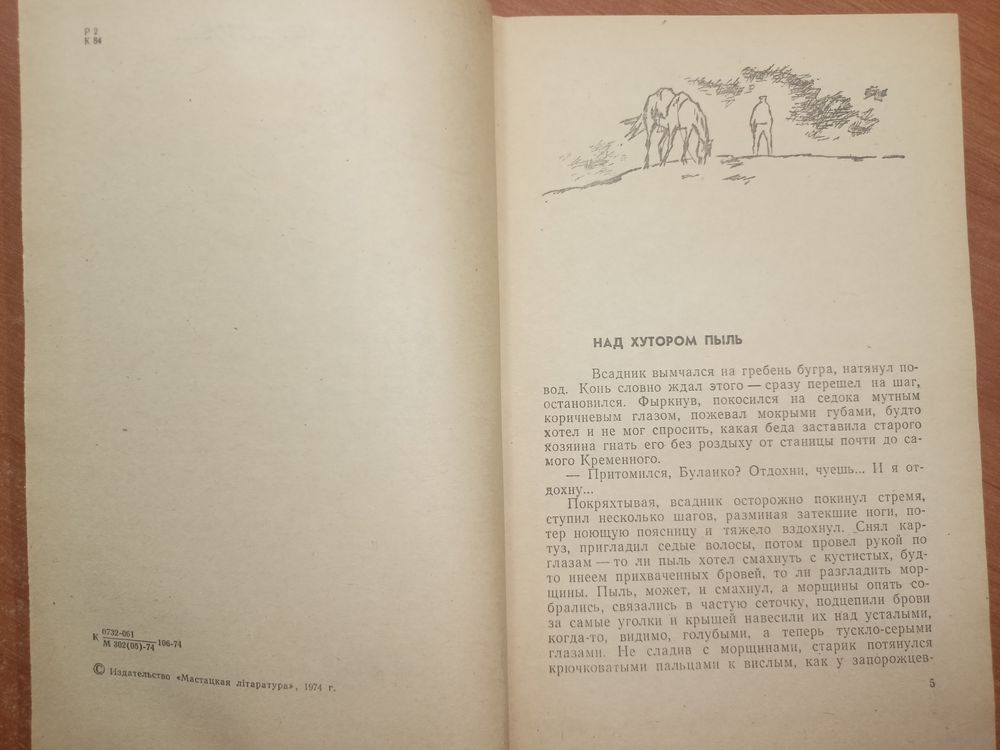 Р 2
К 84
К 0732-061
М 302(05)-74 106-74
© Издательство «Мастацкая літаратура», 1974 г.
НАД ХУТОРОМ ПЫЛЬ
Всадник вымчался на гребень бугра, натянул по-
вод. Конь словно ждал этого — сразу перешел на шаг,
остановился. Фыркнув, покосился на седока мутным
коричневым глазом, пожевал мокрыми губами, будто
хотел и не мог спросить, какая беда заставила старого
хозяина гнать его без роздыху от станицы почти до са-
мого Кременного.
— Притомился, Буланко? Отдохни, чуешь... И я от-
дохну...
Покряхтывая, всадник осторожно покинул стремя,
ступил несколько шагов, разминая затекшие ноги, по-
тер ноющую поясницу и тяжело вздохнул. Снял кар-
туз, пригладил седые волосы, потом провел рукой по
глазам — то ли пыль хотел смахнуть с кустистых, буд-
то инеем прихваченных бровей, то ли разгладить мор-
щины. Пыль, может, и смахнул, а морщины опять со-
брались, связались в частую сеточку, подцепили брови
за самые уголки и крышей навесили их над усталыми,
когда-то, видимо, голубыми, а теперь тускло-серыми
глазами. Не сладив с морщинами, старик потянулся
крючковатыми пальцами к вислым, как у запорожцев-
5